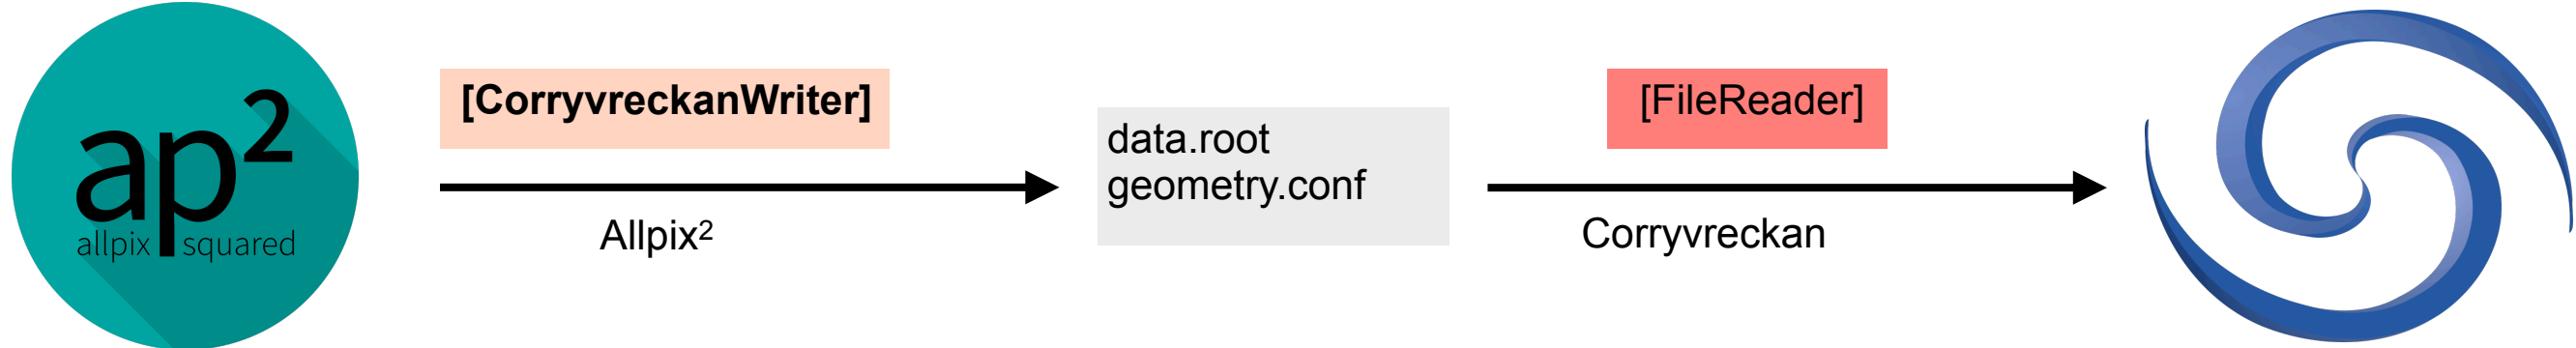 ap²
allpix squared
[CorryvreckanWriter]
Allpix²
data.root
geometry.conf
[FileReader]
Corryvreckan